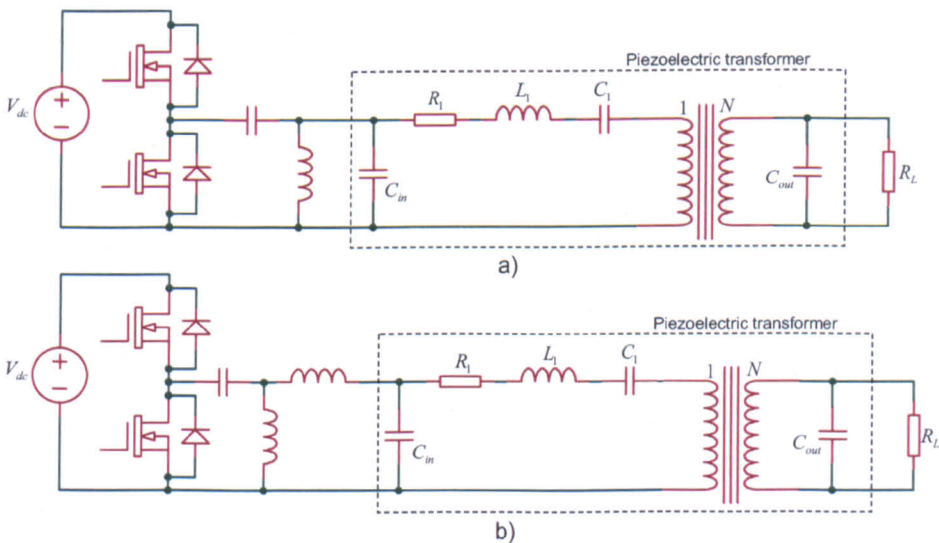 Piezoelectric transformer
V_dc
R_1
L_1
C_1
1
N
C_in
C_out
R_L
a)
Piezoelectric transformer
V_dc
R_1
L_1
C_1
1
N
C_in
C_out
R_L
b)